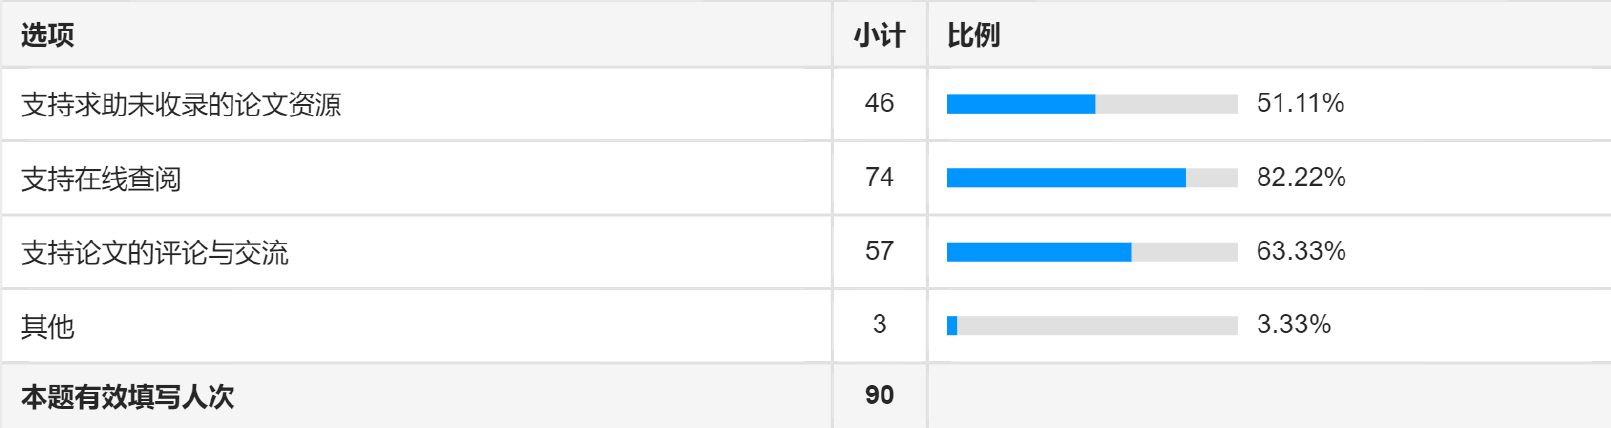 选项 小计 比例
支持求助未收录的论文资源 46 51.11%
支持在线查阅 74 82.22%
支持论文的评论与交流 57 63.33%
其他 3 3.33%
本题有效填写人次 90